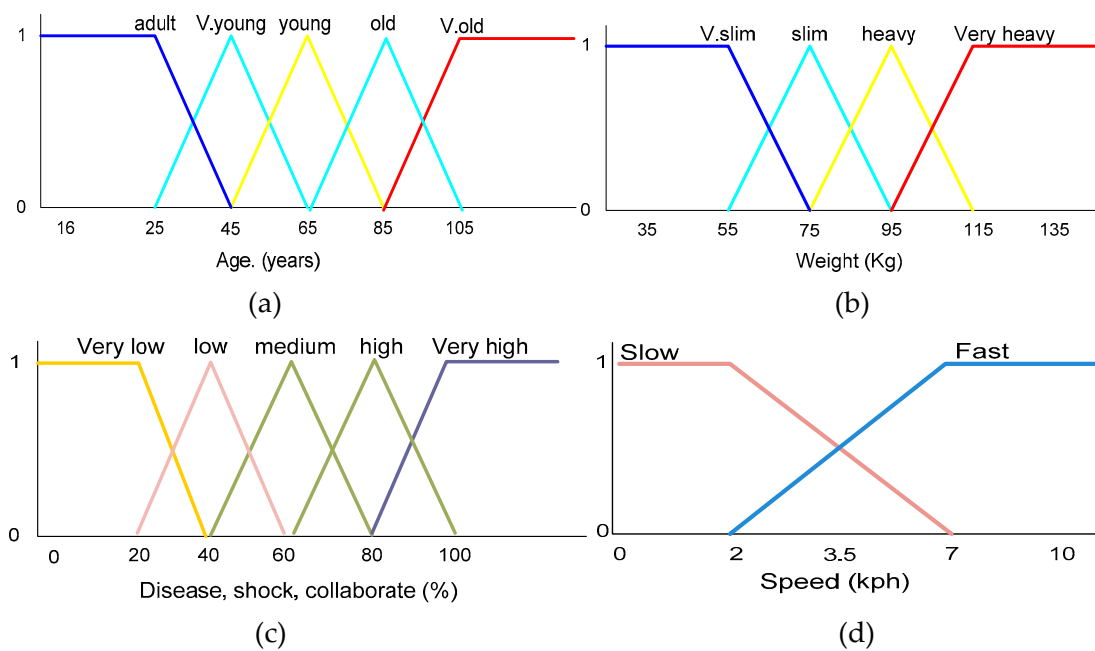 adult V.young young old V.old
1
0
16 25 45 65 85 105
Age. (years)
(a)
V.slim slim heavy Very heavy
1
0
35 55 75 95 115 135
Weight (Kg)
(b)
Very low low medium high Very high
1
0
0 20 40 60 80 100
Disease, shock, collaborate (%)
(c)
Slow Fast
1
0
0 2 3.5 7 10
Speed (kph)
(d)